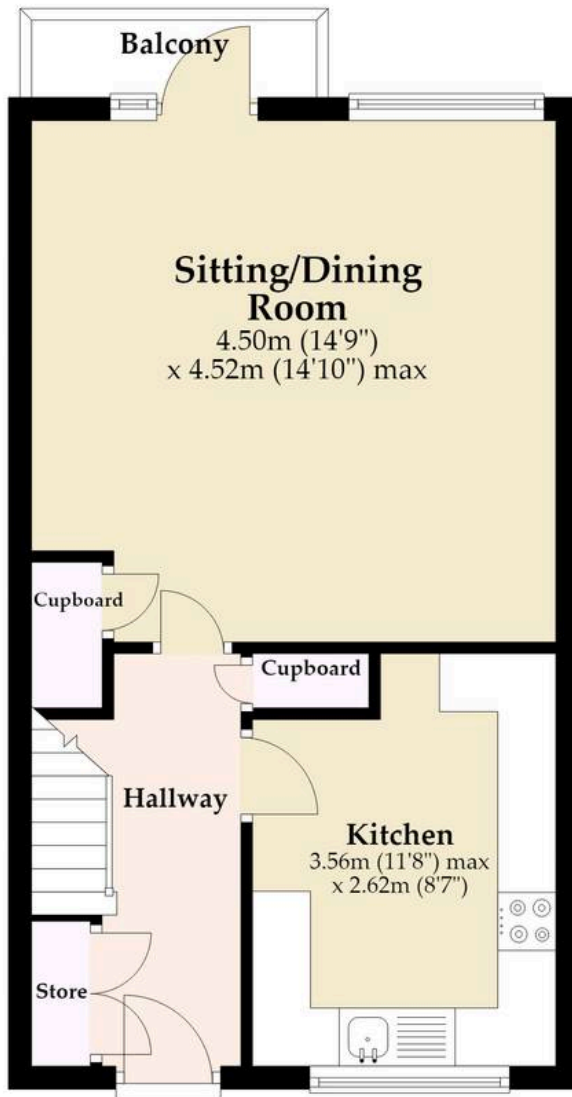 Balcony
Sitting/Dining
Room
4.50m (14'9")
x 4.52m (14'10") max
Cupboard
Cupboard
Hallway
Kitchen
3.56m (11'8") max
x 2.62m (8'7")
Store